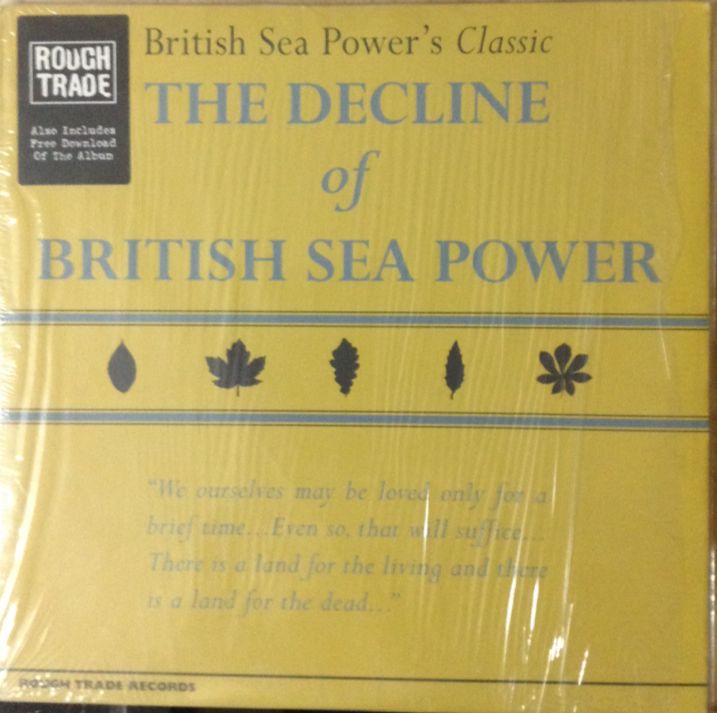 ROUGH
TRADE
Also Includes
Free Download
Of The Album
British Sea Power's Classic
THE DECLINE
of
BRITISH SEA POWER
"We ourselves may be loved only for a
brief time...Even so, that will suffice...
There is a land for the living and there
is a land for the dead..."
ROUGH TRADE RECORDS